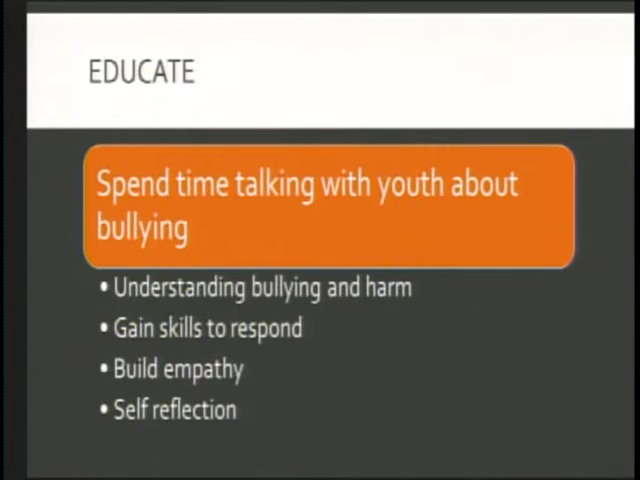 EDUCATE
Spend time talking with youth about
bullying
• Understanding bullying and harm
• Gain skills to respond
• Build empathy
• Self reflection